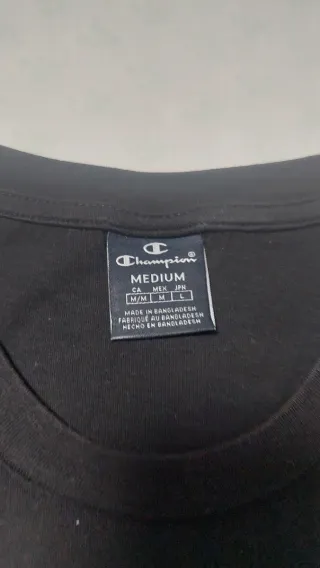 Champion®
MEDIUM
CA MEX JPN
M/M M L
MADE IN BANGLADESH
FABRIQUÉ AU BANGLADESH
HECHO EN BANGLADESH